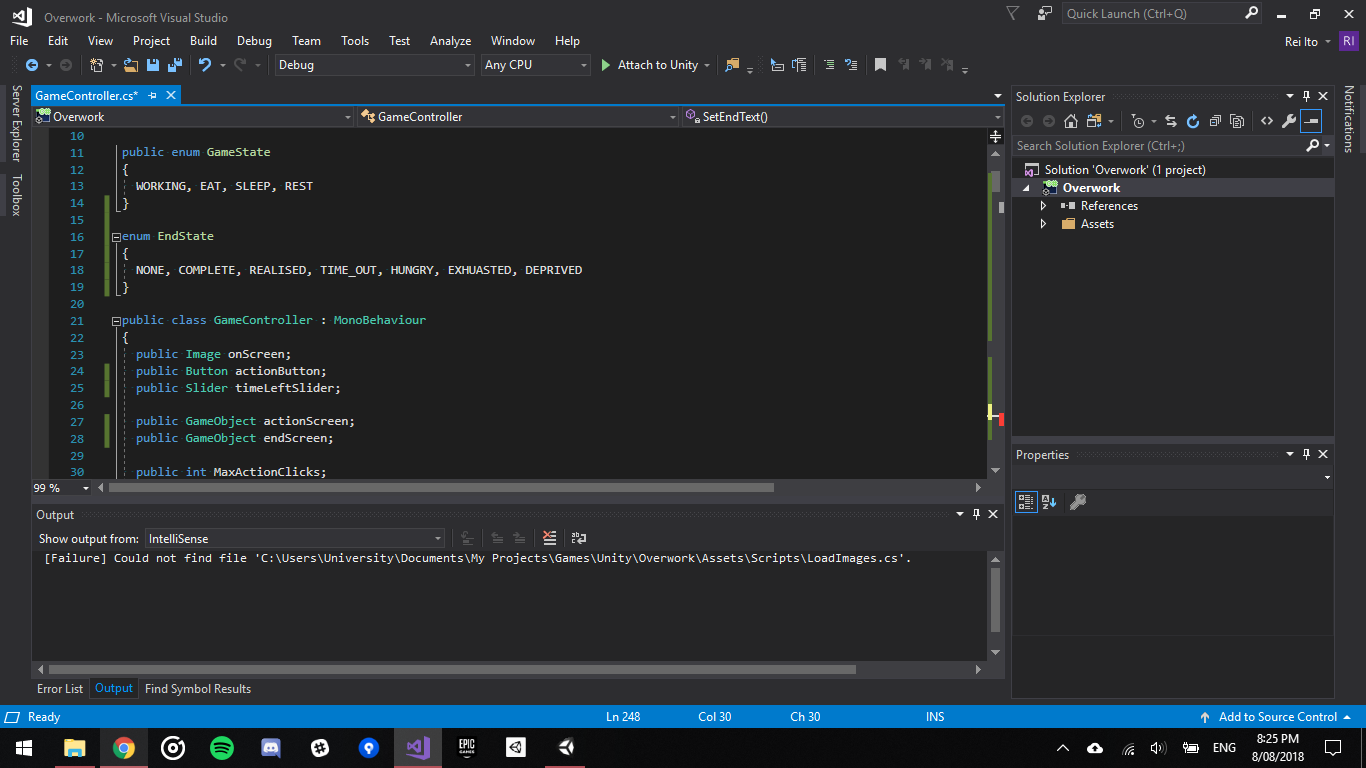 Overwork - Microsoft Visual Studio
Quick Launch (Ctrl+Q)
File Edit View Project Build Debug Team Tools Test Analyze Window Help
Rei Ito RI
Debug Any CPU Attach to Unity
Server Explorer
Toolbox
GameController.cs*
Overwork GameController SetEndText()
10
11 public enum GameState
12 {
13 WORKING, EAT, SLEEP, REST
14 }
15
16 enum EndState
17 {
18 NONE, COMPLETE, REALISED, TIME_OUT, HUNGRY, EXHUASTED, DEPRIVED
19 }
20
21 public class GameController : MonoBehaviour
22 {
23 public Image onScreen;
24 public Button actionButton;
25 public Slider timeLeftSlider;
26
27 public GameObject actionScreen;
28 public GameObject endScreen;
29
30 public int MaxActionClicks;
99 %
Output
Show output from: IntelliSense
[Failure] Could not find file 'C:\Users\University\Documents\My Projects\Games\Unity\Overwork\Assets\Scripts\LoadImages.cs'.
Error List Output Find Symbol Results
Solution Explorer
Search Solution Explorer (Ctrl+;)
Solution 'Overwork' (1 project)
Overwork
References
Assets
Properties
Notifications
Ready Ln 248 Col 30 Ch 30 INS Add to Source Control
EPIC
GAMES
ENG
8:25 PM
8/08/2018